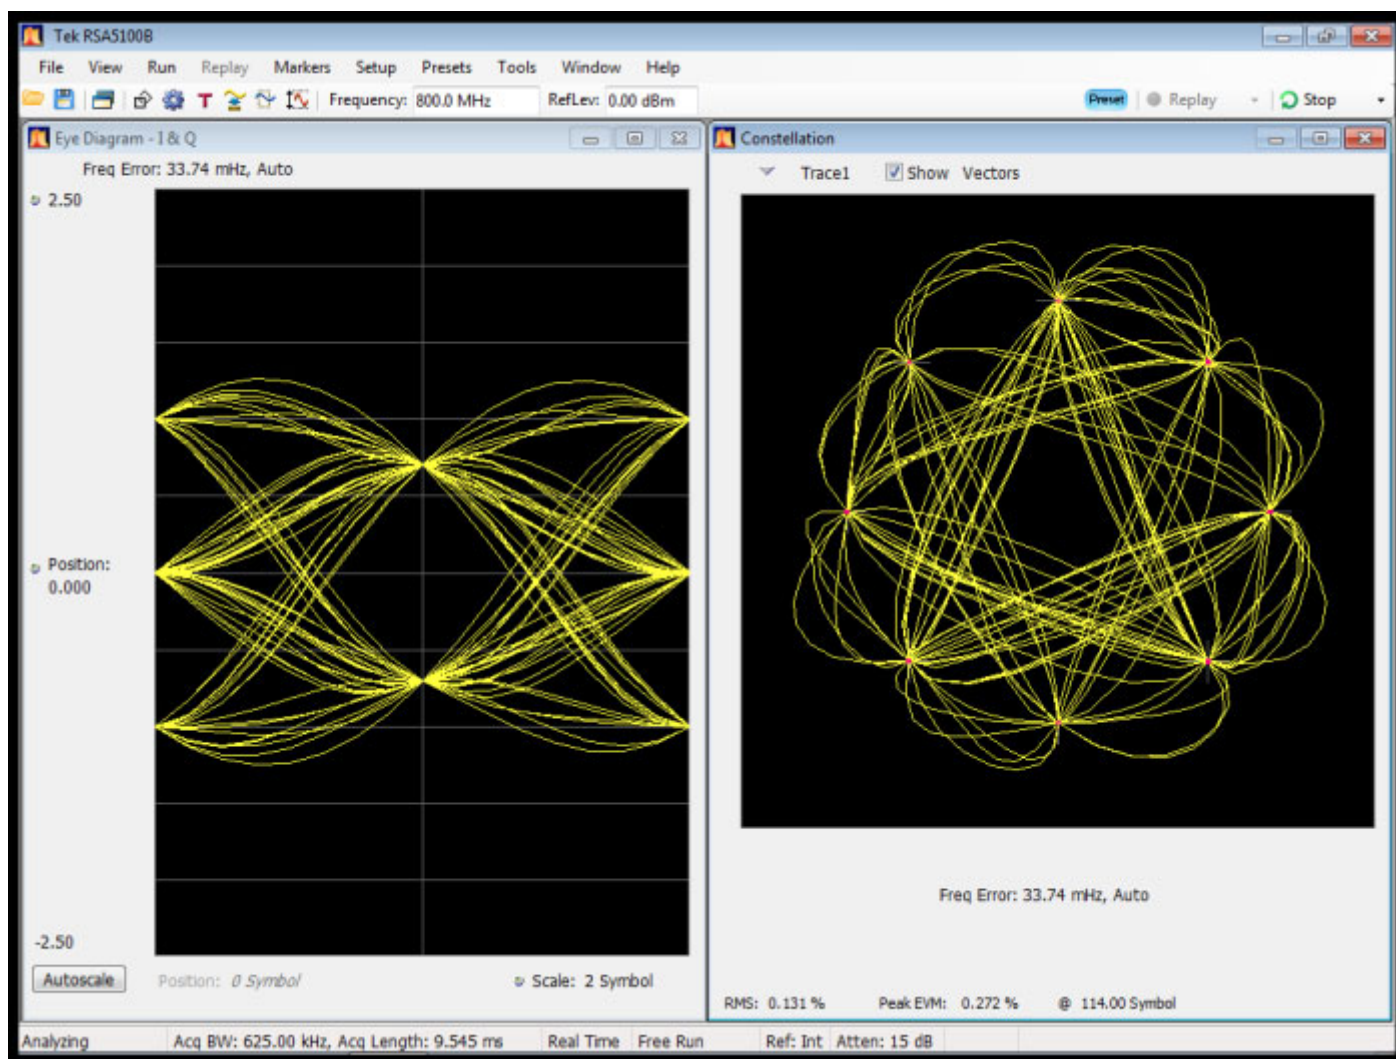 Tek RSA5100B
File View Run Replay Markers Setup Presets Tools Window Help
Frequency: 800.0 MHz RefLev: 0.00 dBm Preset Replay Stop
Eye Diagram - I & Q
Freq Error: 33.74 mHz, Auto
2.50
Position:
0.000
-2.50
Autoscale Position: 0 Symbol Scale: 2 Symbol
Constellation
Trace1 Show Vectors
Freq Error: 33.74 mHz, Auto
RMS: 0.131 % Peak EVM: 0.272 % @ 114.00 Symbol
Analyzing Acq BW: 625.00 kHz, Acq Length: 9.545 ms Real Time Free Run Ref: Int Atten: 15 dB